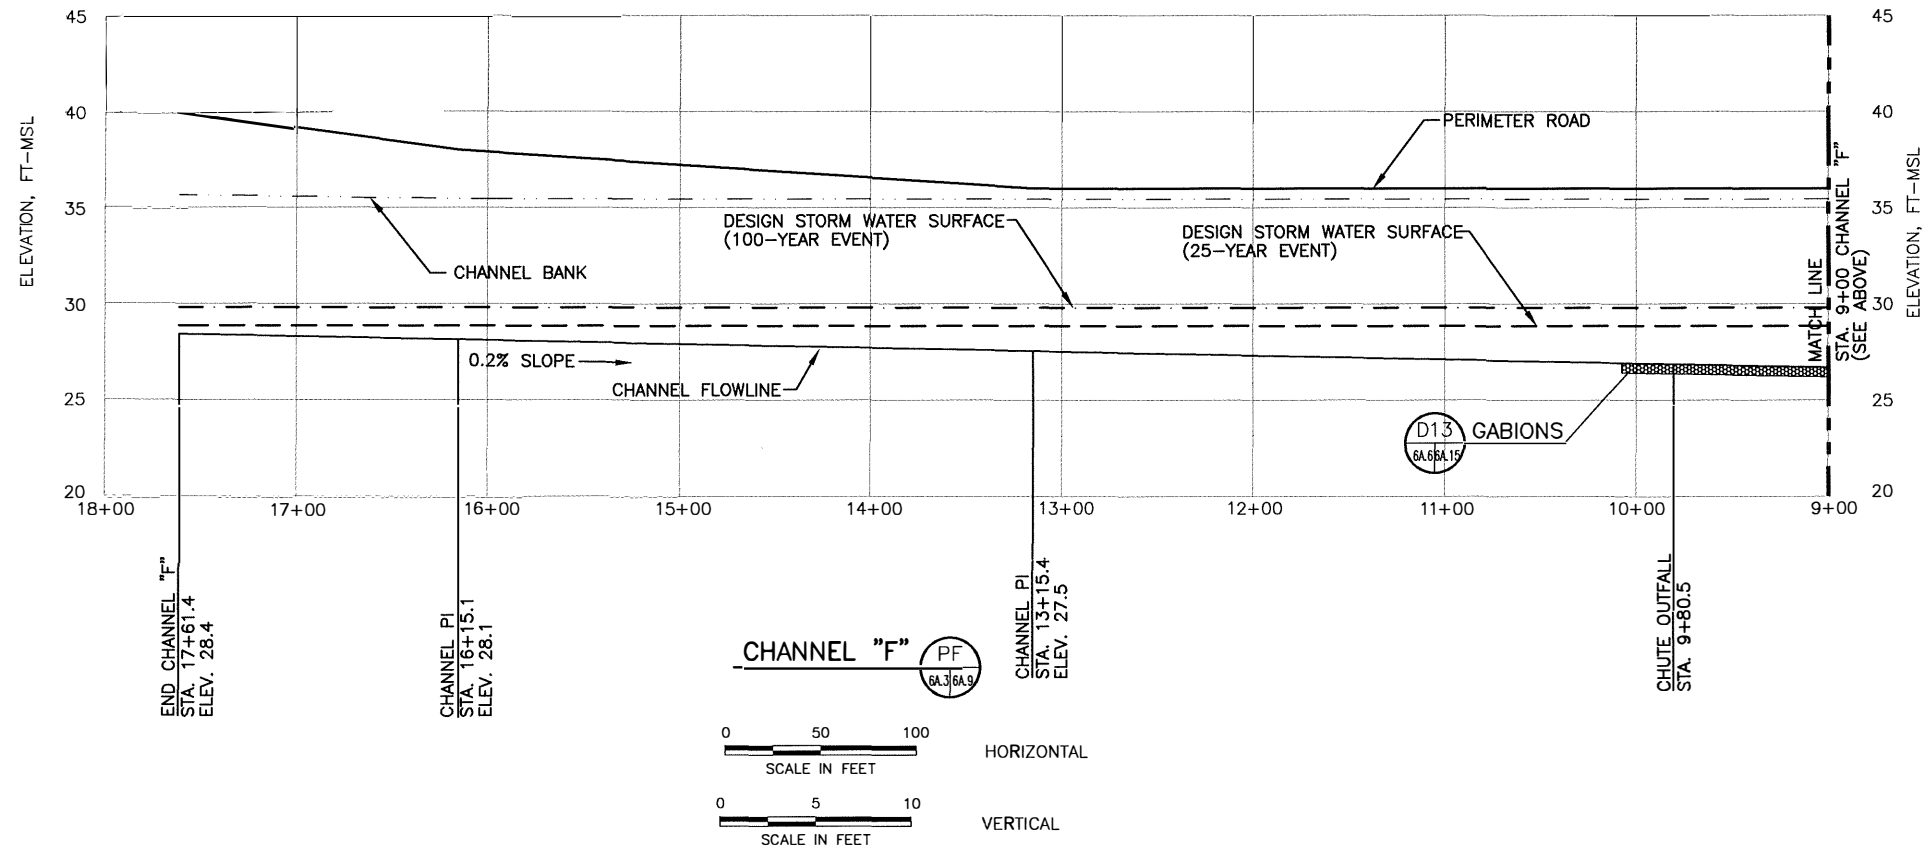 45
45
ELEVATION, FT-MSL
40
40
PERIMETER ROAD
35
35
ELEVATION, FT-MSL
DESIGN STORM WATER SURFACE
(100-YEAR EVENT)
DESIGN STORM WATER SURFACE
(25-YEAR EVENT)
CHANNEL BANK
MATCH LINE
STA. 9+00 CHANNEL "F"
(SEE ABOVE)
30
30
0.2% SLOPE
CHANNEL FLOWLINE
25
25
D13
6A.6 6A.15
GABIONS
20
20
18+00
17+00
16+00
15+00
14+00
13+00
12+00
11+00
10+00
9+00
END CHANNEL "F"
STA. 17+61.4
ELEV. 28.4
CHANNEL PI
STA. 16+15.1
ELEV. 28.1
CHANNEL PI
STA. 13+15.4
ELEV. 27.5
CHUTE OUTFALL
STA. 9+80.5
CHANNEL "F"
PF
6A.3 6A.9
0 50 100
HORIZONTAL
SCALE IN FEET
0 5 10
VERTICAL
SCALE IN FEET